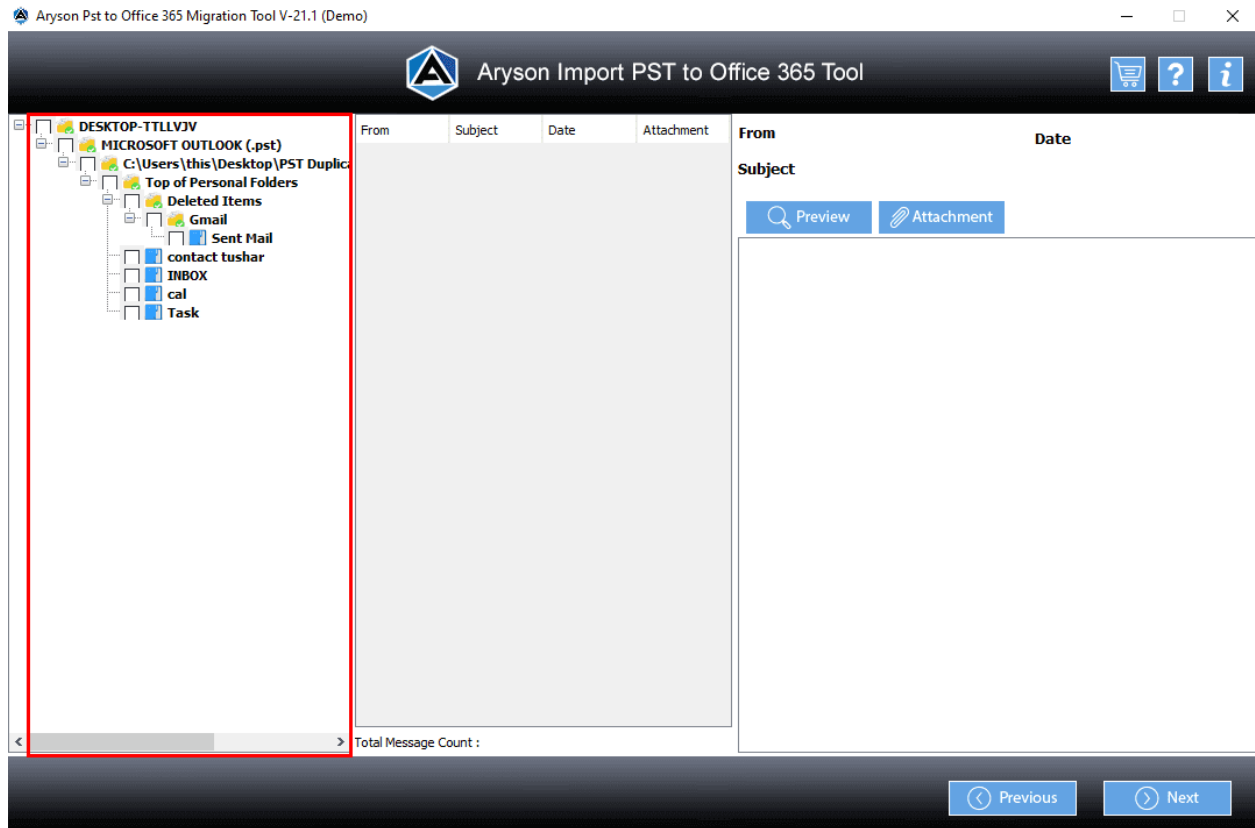 Aryson Pst to Office 365 Migration Tool V-21.1 (Demo)
Aryson Import PST to Office 365 Tool
DESKTOP-TTLLVJV
MICROSOFT OUTLOOK (.pst)
C:\Users\this\Desktop\PST Duplica
Top of Personal Folders
Deleted Items
Gmail
Sent Mail
contact tushar
INBOX
cal
Task
From Subject Date Attachment
Total Message Count :
From
Date
Subject
Preview Attachment
Previous Next